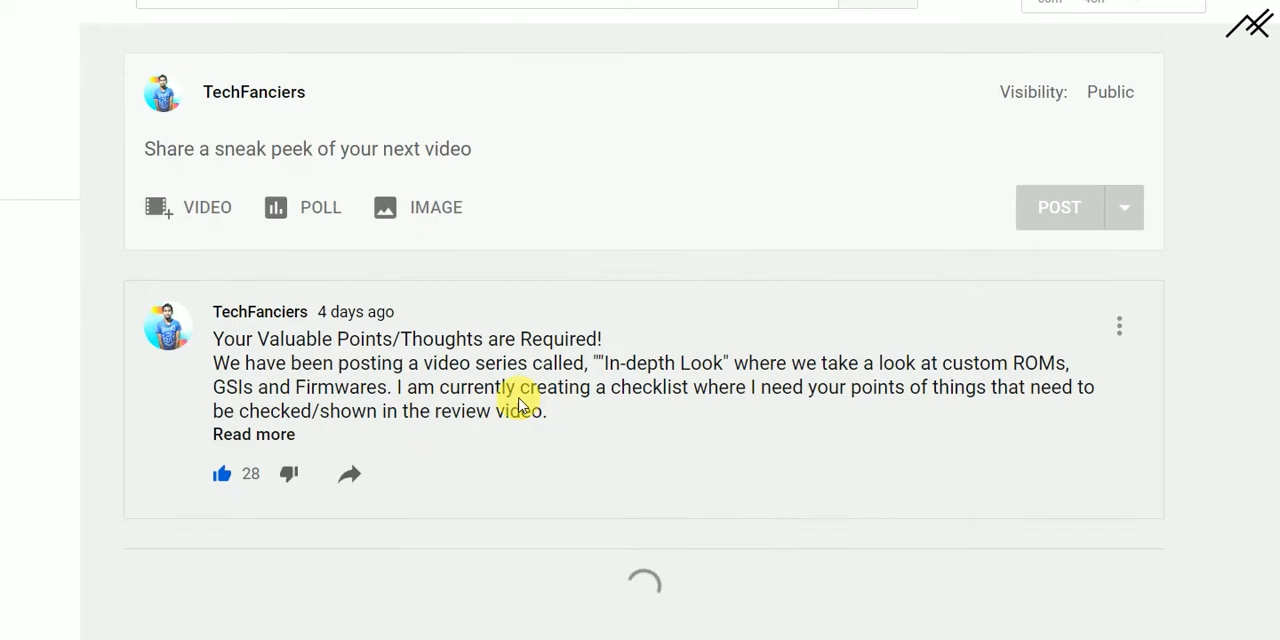 TechFanciers
Visibility: Public
Share a sneak peek of your next video
VIDEO POLL IMAGE
POST
TechFanciers 4 days ago
Your Valuable Points/Thoughts are Required!
We have been posting a video series called, ""In-depth Look" where we take a look at custom ROMs,
GSIs and Firmwares. I am currently creating a checklist where I need your points of things that need to
be checked/shown in the review video.
Read more
28